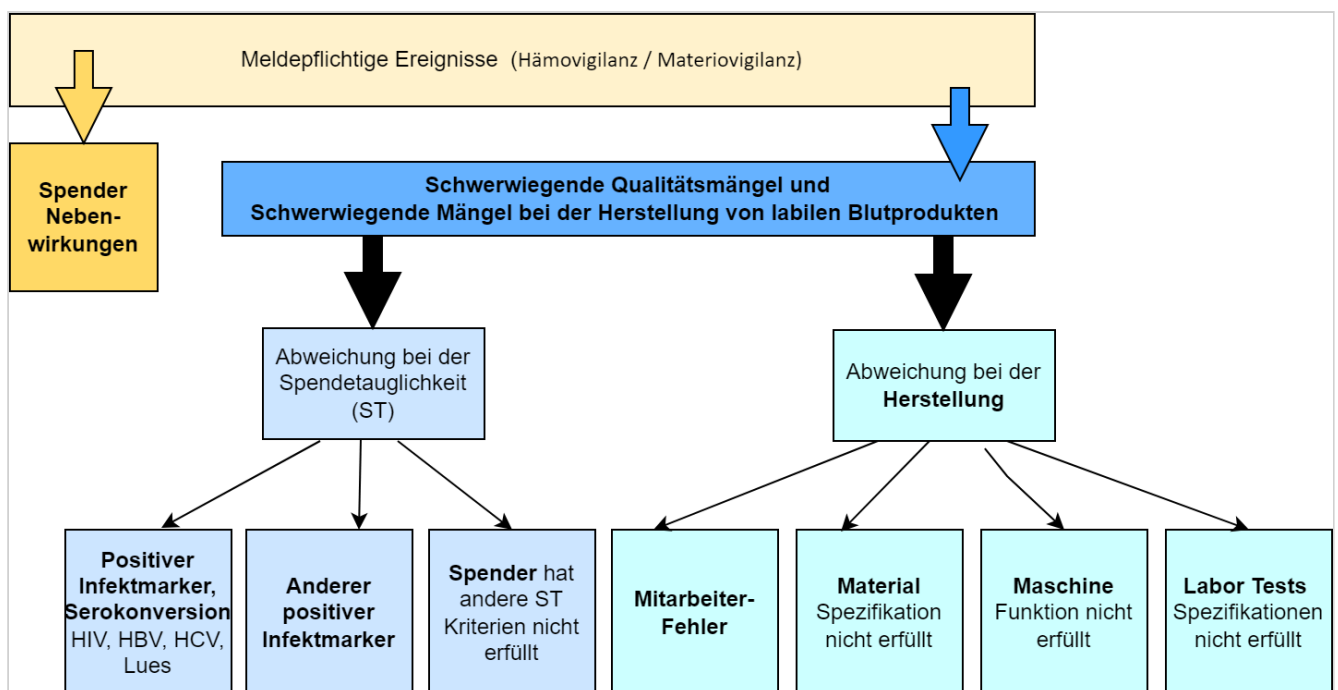 Meldepflichtige Ereignisse (Hämovigilanz / Materiovigilanz)
Spender
Neben-
wirkungen
Schwerwiegende Qualitätsmängel und
Schwerwiegende Mängel bei der Herstellung von labilen Blutprodukten
Abweichung bei der
Spendetauglichkeit
(ST)
Abweichung bei der
Herstellung
Positiver
Infektmarker,
Serokonversion
HIV, HBV, HCV,
Lues
Anderer
positiver
Infektmarker
Spender hat
andere ST
Kriterien nicht
erfüllt
Mitarbeiter-
Fehler
Material
Spezifikation
nicht erfüllt
Maschine
Funktion nicht
erfüllt
Labor Tests
Spezifikationen
nicht erfüllt